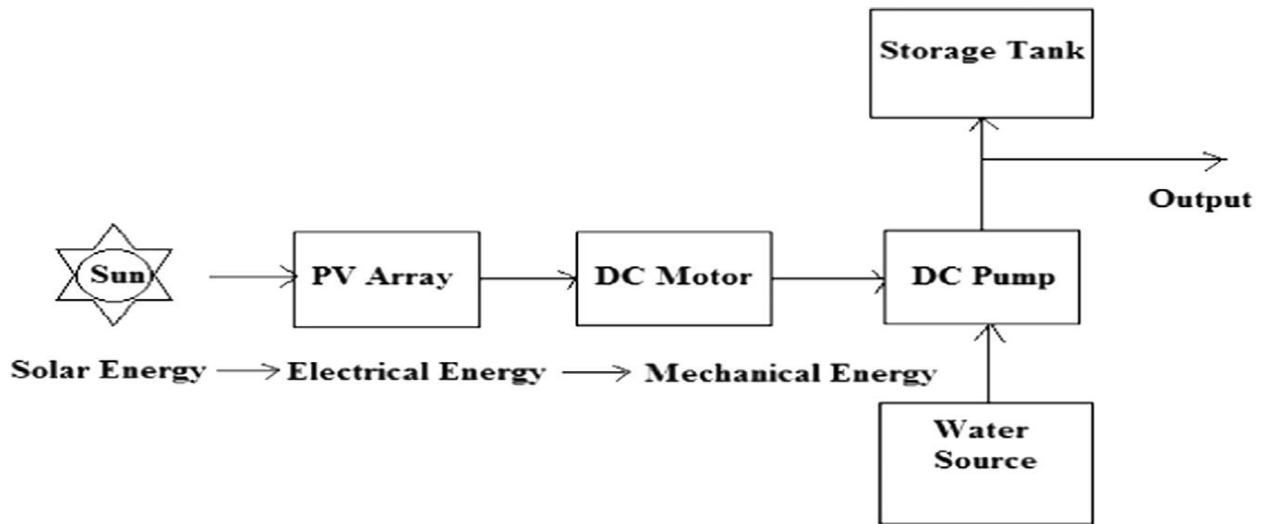 Storage Tank
Output
Sun
PV Array
DC Motor
DC Pump
Solar Energy
Electrical Energy
Mechanical Energy
Water
Source